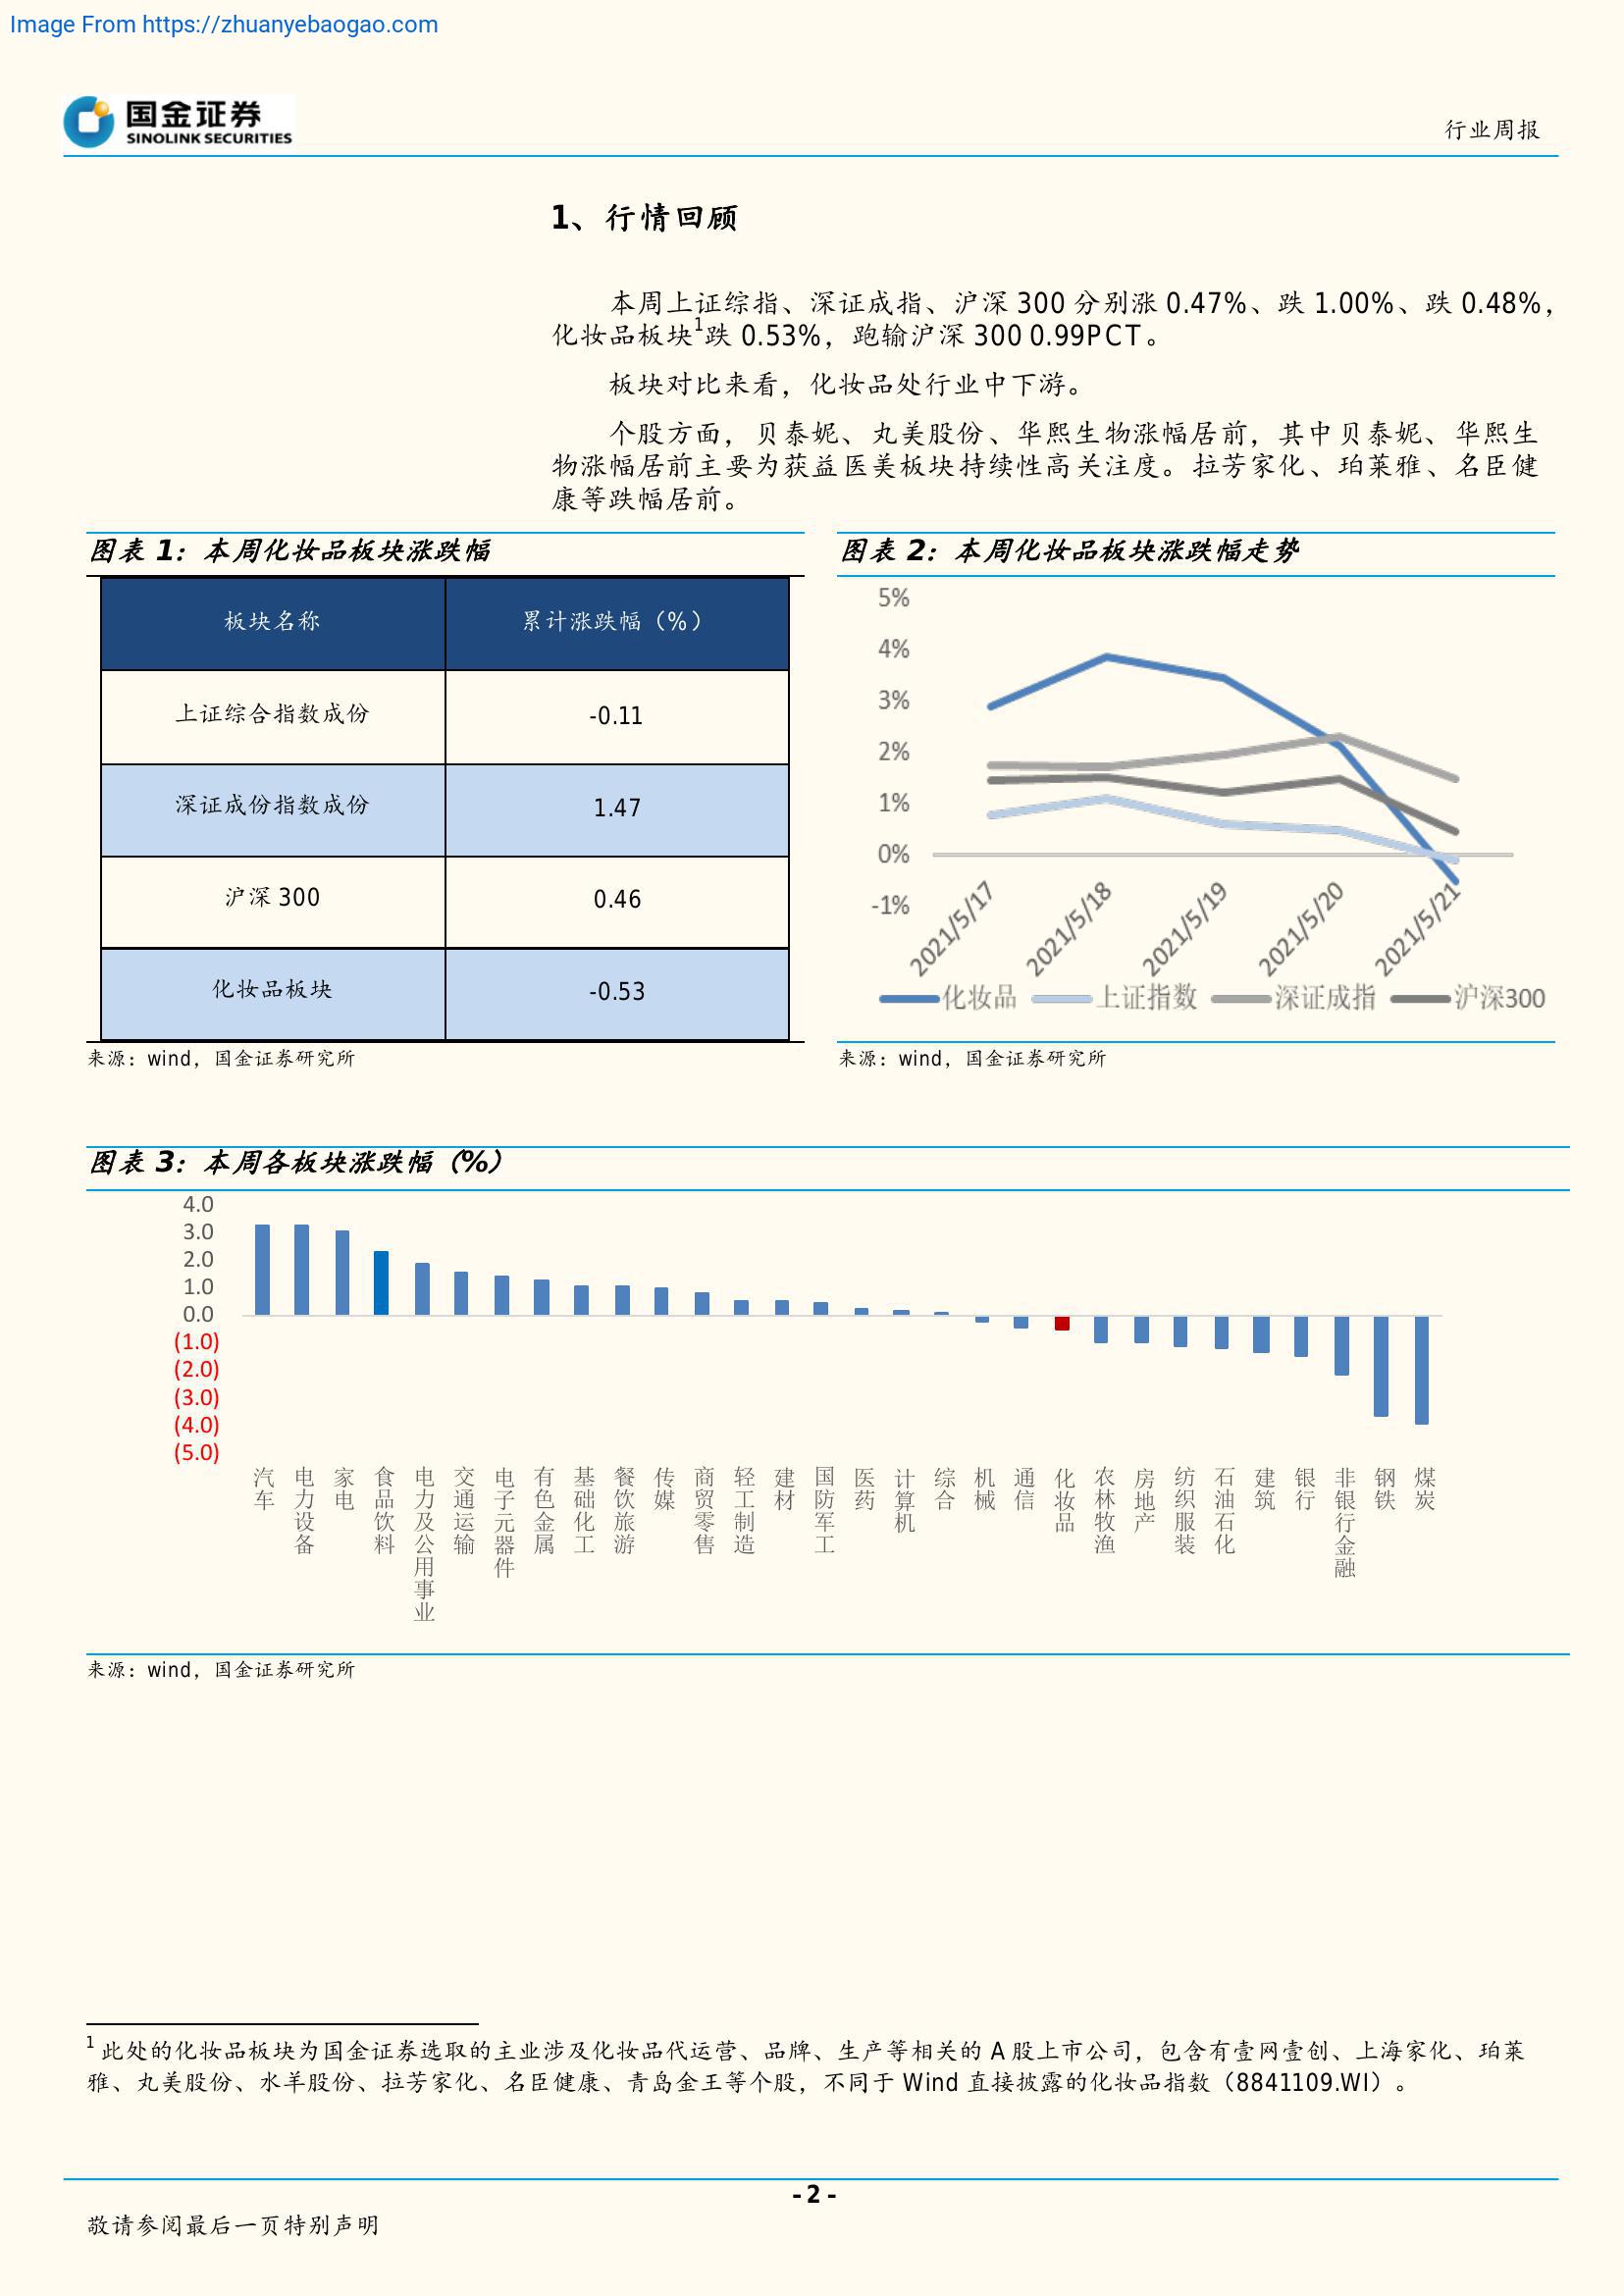 Image From https://zhuanyebaogao.com
国金证券
SINOLINK SECURITIES
行业周报
1、行情回顾
本周上证综指、深证成指、沪深 300 分别涨 0.47%、跌 1.00%、跌 0.48%，
化妆品板块1跌 0.53%，跑输沪深 300 0.99PCT。
板块对比来看，化妆品处行业中下游。
个股方面，贝泰妮、丸美股份、华熙生物涨幅居前，其中贝泰妮、华熙生
物涨幅居前主要为获益医美板块持续性高关注度。拉芳家化、珀莱雅、名臣健
康等跌幅居前。
图表 1：本周化妆品板块涨跌幅
板块名称 累计涨跌幅（%）
上证综合指数成份 -0.11
深证成份指数成份 1.47
沪深 300 0.46
化妆品板块 -0.53
来源：wind，国金证券研究所
图表 2：本周化妆品板块涨跌幅走势
5%
4%
3%
2%
1%
0%
-1%
2021/5/17 2021/5/18 2021/5/19 2021/5/20 2021/5/21
化妆品 上证指数 深证成指 沪深300
来源：wind，国金证券研究所
图表 3：本周各板块涨跌幅（%）
4.0
3.0
2.0
1.0
0.0
(1.0)
(2.0)
(3.0)
(4.0)
(5.0)
汽车 电力设备 家电 食品饮料 电力及公用事业 交通运输 电子元器件 有色金属 基础化工 餐饮旅游 传媒 商贸零售 轻工制造 建材 国防军工 医药 计算机 综合 机械 通信 化妆品 农林牧渔 房地产 纺织服装 石油石化 建筑 银行 非银行金融 钢铁 煤炭
来源：wind，国金证券研究所
1 此处的化妆品板块为国金证券选取的主业涉及化妆品代运营、品牌、生产等相关的 A 股上市公司，包含有壹网壹创、上海家化、珀莱
雅、丸美股份、水羊股份、拉芳家化、名臣健康、青岛金王等个股，不同于 Wind 直接披露的化妆品指数（8841109.WI）。
- 2 -
敬请参阅最后一页特别声明